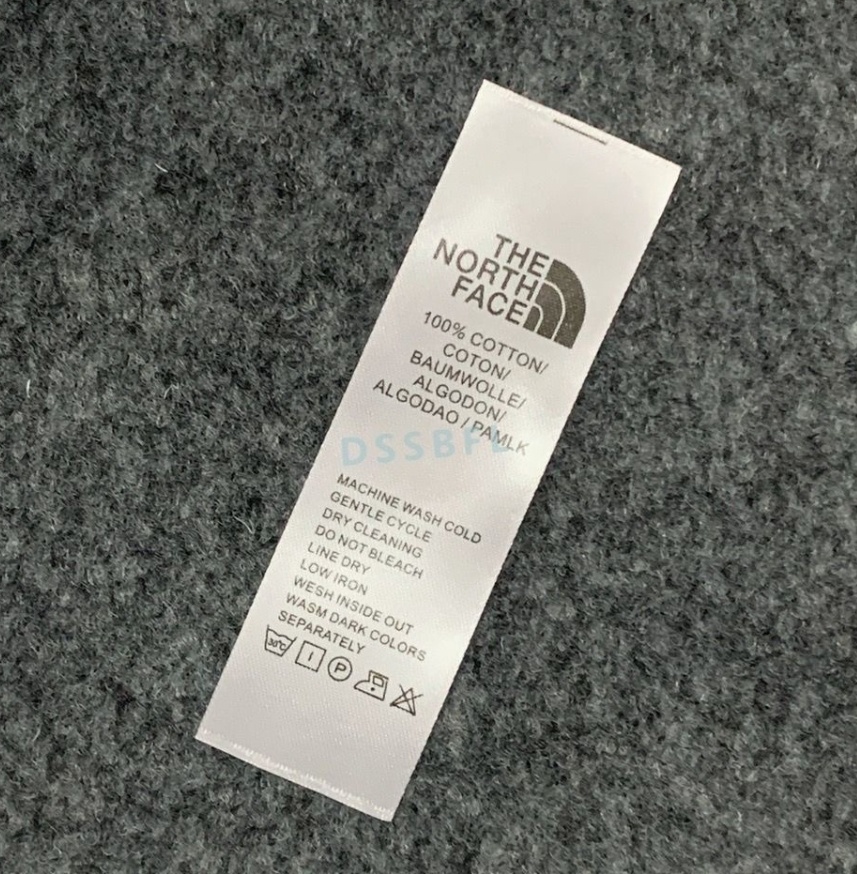 THE
NORTH
FACE
100% COTTON/
COTON/
BAUMWOLLE/
ALGODON/
ALGODAO / PAMLK
DSSBFL
MACHINE WASH COLD
GENTLE CYCLE
DRY CLEANING
DO NOT BLEACH
LINE DRY
LOW IRON
WESH INSIDE OUT
WASM DARK COLORS
SEPARATELY
30°C I P